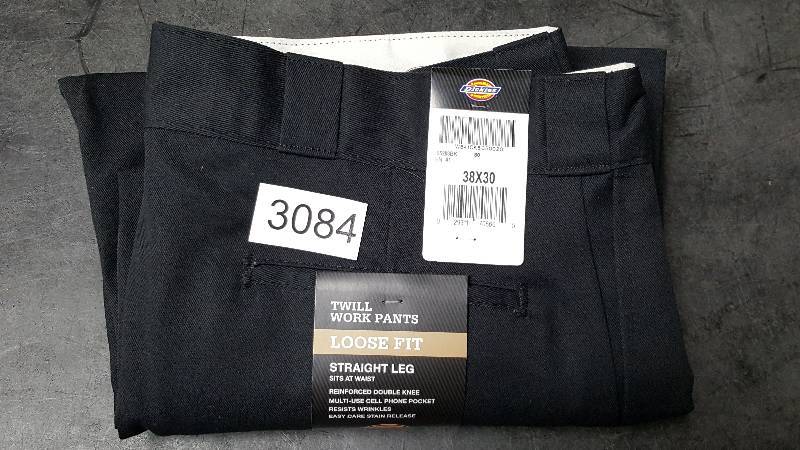 Dickies
38X30
3084
TWILL
WORK PANTS
LOOSE FIT
STRAIGHT LEG
SITS AT WAIST
REINFORCED DOUBLE KNEE
MULTI-USE CELL PHONE POCKET
RESISTS WRINKLES
EASY CARE STAIN RELEASE